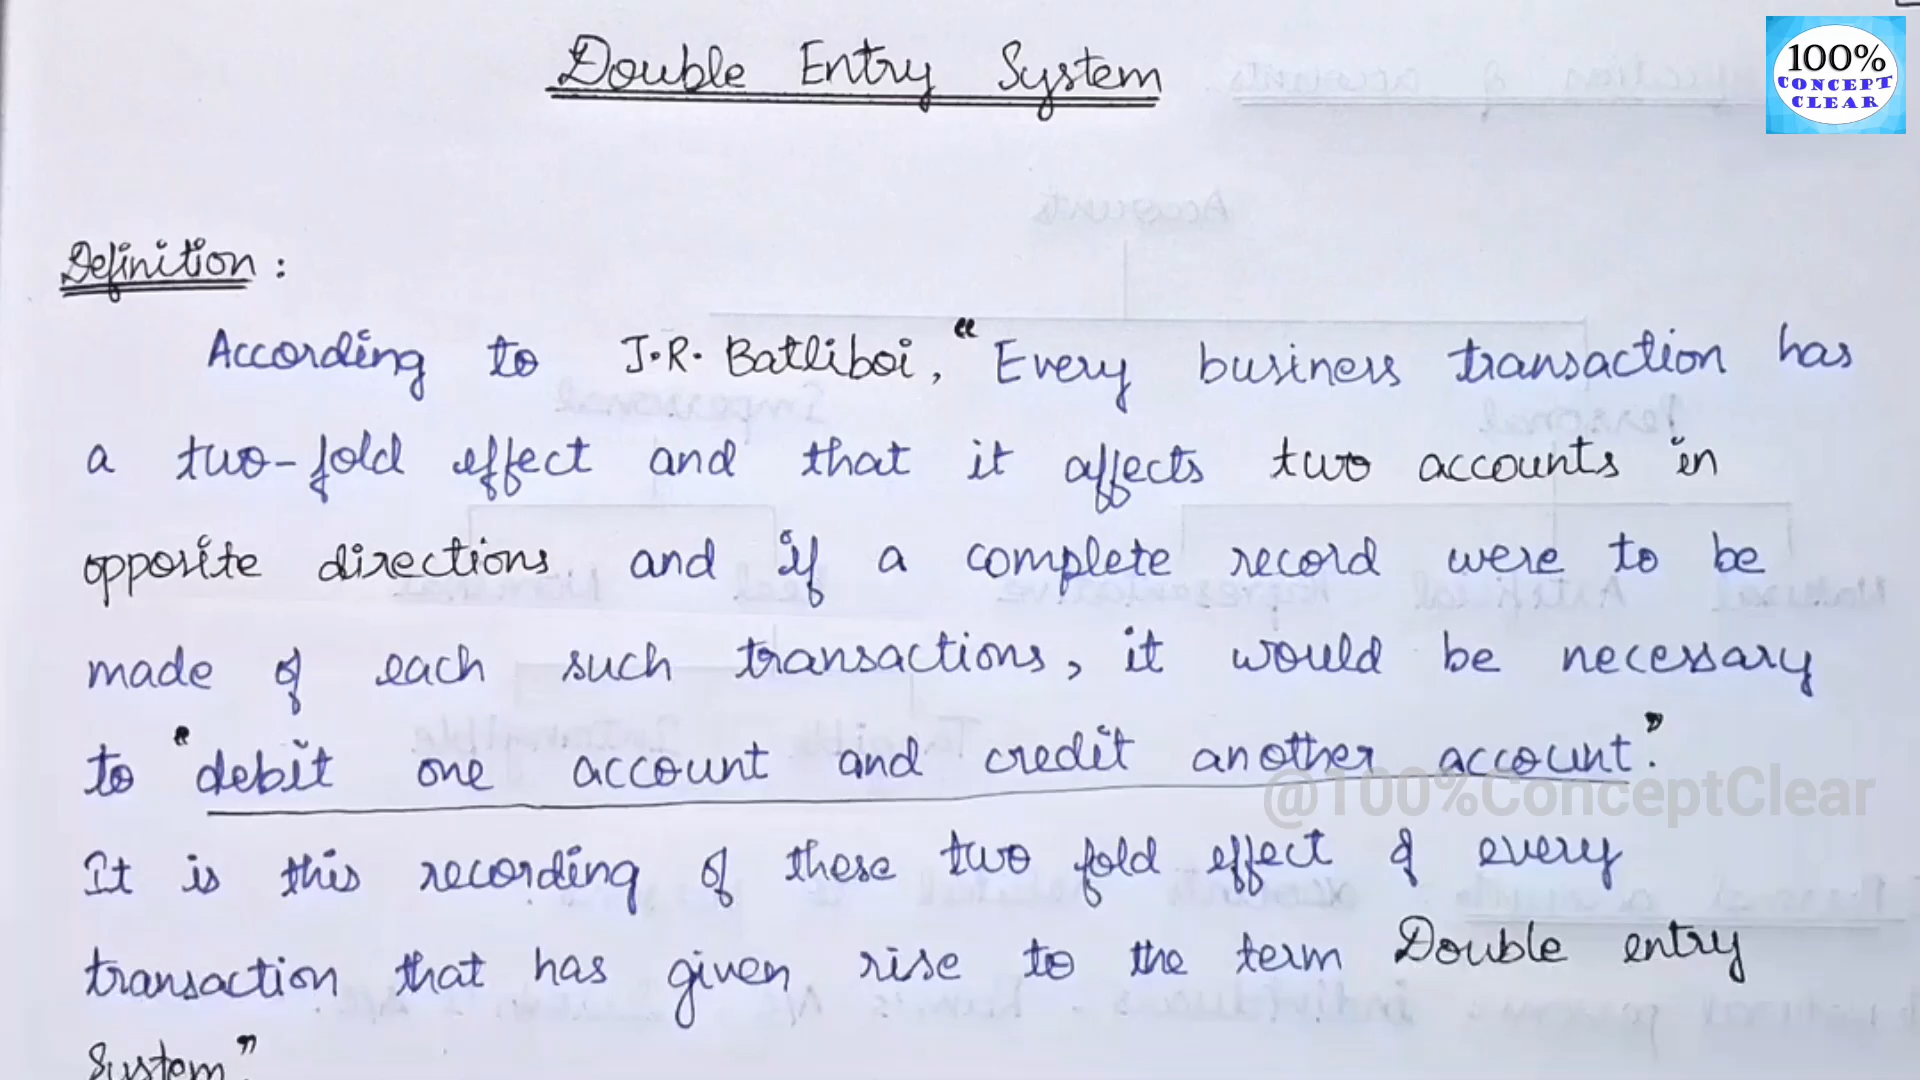 Double Entry System
100%
CONCEPT
CLEAR
Definition :
According to J.R. Batliboi, "Every business transaction has
a two-fold effect and that it affects two accounts in
opposite directions and if a complete record were to be
made of each such transactions, it would be necessary
to "debit one account and credit another account".
@100%ConceptClear
It is this recording of these two fold effect of every
transaction that has given rise to the term Double entry
System"